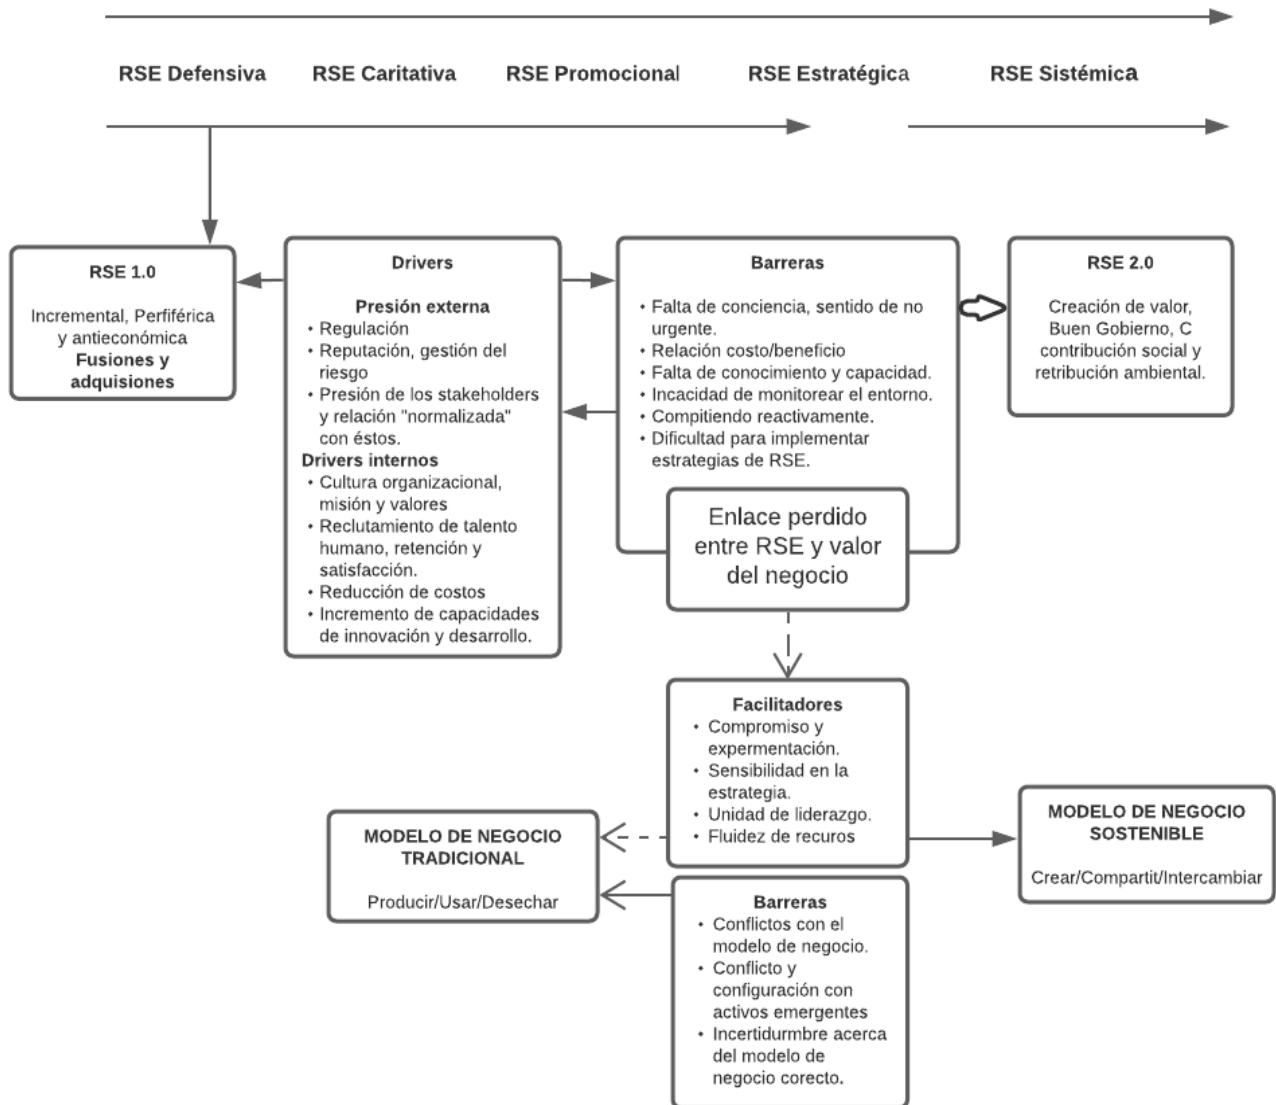 RSE Defensiva RSE Caritativa RSE Promocional RSE Estratégica RSE Sistémica
RSE 1.0
Incremental, Perfiférica
y antieconómica
Fusiones y
adquisiones
Drivers
Presión externa
• Regulación
• Reputación, gestión del
riesgo
• Presión de los stakeholders
y relación "normalizada"
con éstos.
Drivers internos
• Cultura organizacional,
misión y valores
• Reclutamiento de talento
humano, retención y
satisfacción.
• Reducción de costos
• Incremento de capacidades
de innovación y desarrollo.
Barreras
• Falta de conciencia, sentido de no
urgente.
• Relación costo/beneficio
• Falta de conocimiento y capacidad.
• Incacidad de monitorear el entorno.
• Compitiendo reactivamente.
• Dificultad para implementar
estrategias de RSE.
Enlace perdido
entre RSE y valor
del negocio
RSE 2.0
Creación de valor,
Buen Gobierno, C
contribución social y
retribución ambiental.
Facilitadores
• Compromiso y
expermentación.
• Sensibilidad en la
estrategia.
• Unidad de liderazgo.
• Fluidez de recuros
MODELO DE NEGOCIO
TRADICIONAL
Producir/Usar/Desechar
MODELO DE NEGOCIO
SOSTENIBLE
Crear/Compartit/Intercambiar
Barreras
• Conflictos con el
modelo de negocio.
• Conflicto y
configuración con
activos emergentes
• Incertidurmbre acerca
del modelo de
negocio corecto.